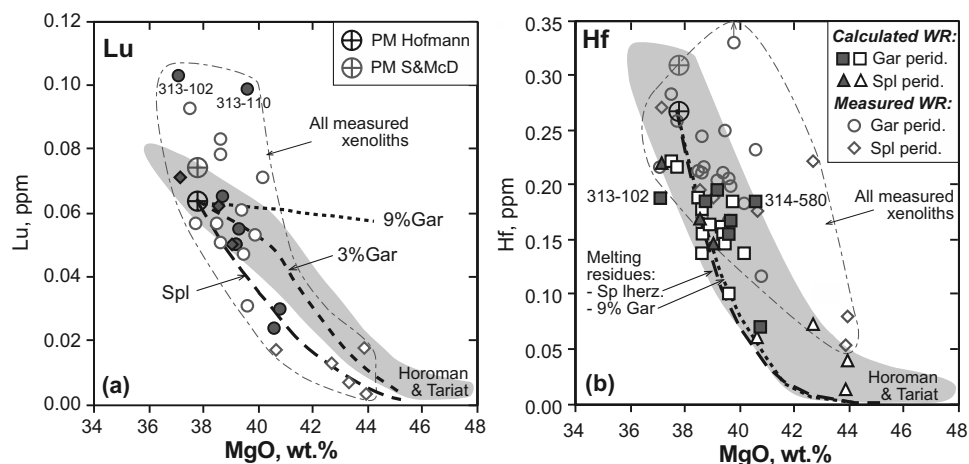 Lu
PM Hofmann
PM S&McD
313-102
313-110
All measured
xenoliths
9%Gar
3%Gar
Spl
(a)
Horoman
& Tariat
Lu, ppm
0.12
0.10
0.08
0.06
0.04
0.02
0.00
34
36
38
40
42
44
46
48
MgO, wt.%
Hf
Calculated WR:
Gar perid.
Spl perid.
Measured WR:
Gar perid.
Spl perid.
313-102
314-580
All measured
xenoliths
Melting
residues:
- Sp lherz.
- 9% Gar
(b)
Horoman
& Tariat
Hf, ppm
0.35
0.30
0.25
0.20
0.15
0.10
0.05
0.00
34
36
38
40
42
44
46
48
MgO, wt.%